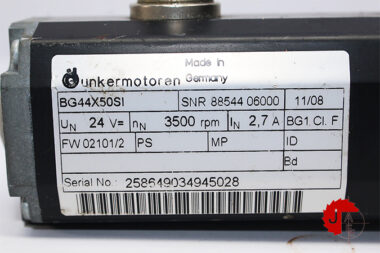 Made in
Dunkermotoren Germany
BG44X50SI SNR 88544 06000 11/08
UN 24 V= nN 3500 rpm IN 2,7 A BG1 Cl. F
FW 02101/2 PS MP ID
Bd
Serial No.: 258649034945028